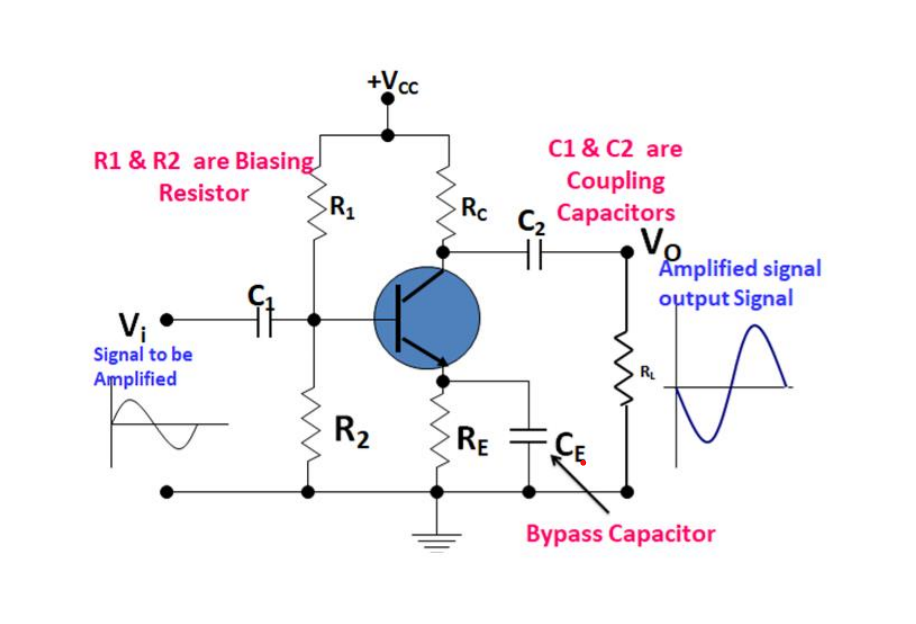 +VCC
R1 & R2 are Biasing
Resistor
C1 & C2 are
Coupling
Capacitors
R1
RC
C2
VO
Amplified signal
output Signal
C1
Vi
Signal to be
Amplified
RL
R2
RE
CE
Bypass Capacitor